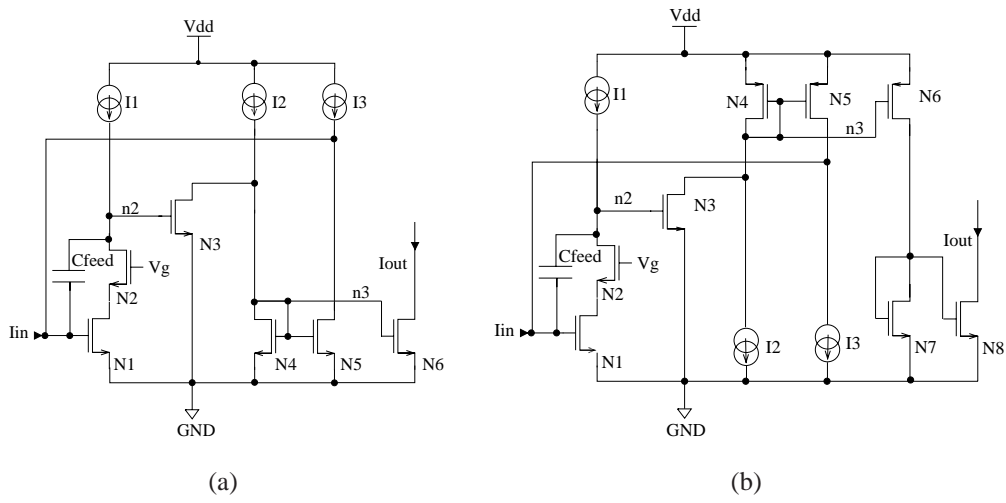 Vdd
I1
I2
I3
n2
N3
Cfeed
Vg
N2
Iout
n3
Iin
N1
N4
N5
N6
GND
(a)
Vdd
I1
N4
N5
N6
n3
n2
N3
Cfeed
Vg
N2
Iout
Iin
N1
I2
I3
N7
N8
GND
(b)